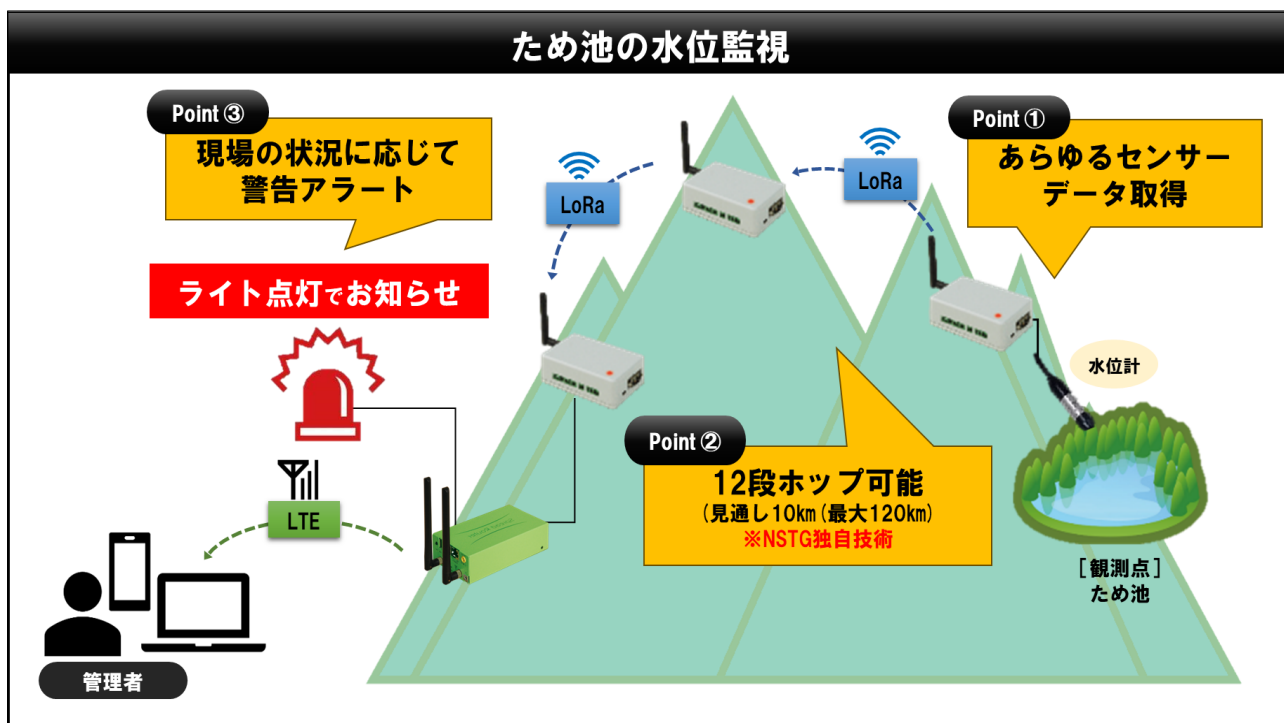 ため池の水位監視
Point ③
現場の状況に応じて
警告アラート
Point ①
あらゆるセンサー
データ取得
LoRa
LoRa
ライト点灯でお知らせ
水位計
Point ②
12段ホップ可能
(見通し10㎞(最大120㎞)
※NSTG独自技術
LTE
[観測点]
ため池
管理者